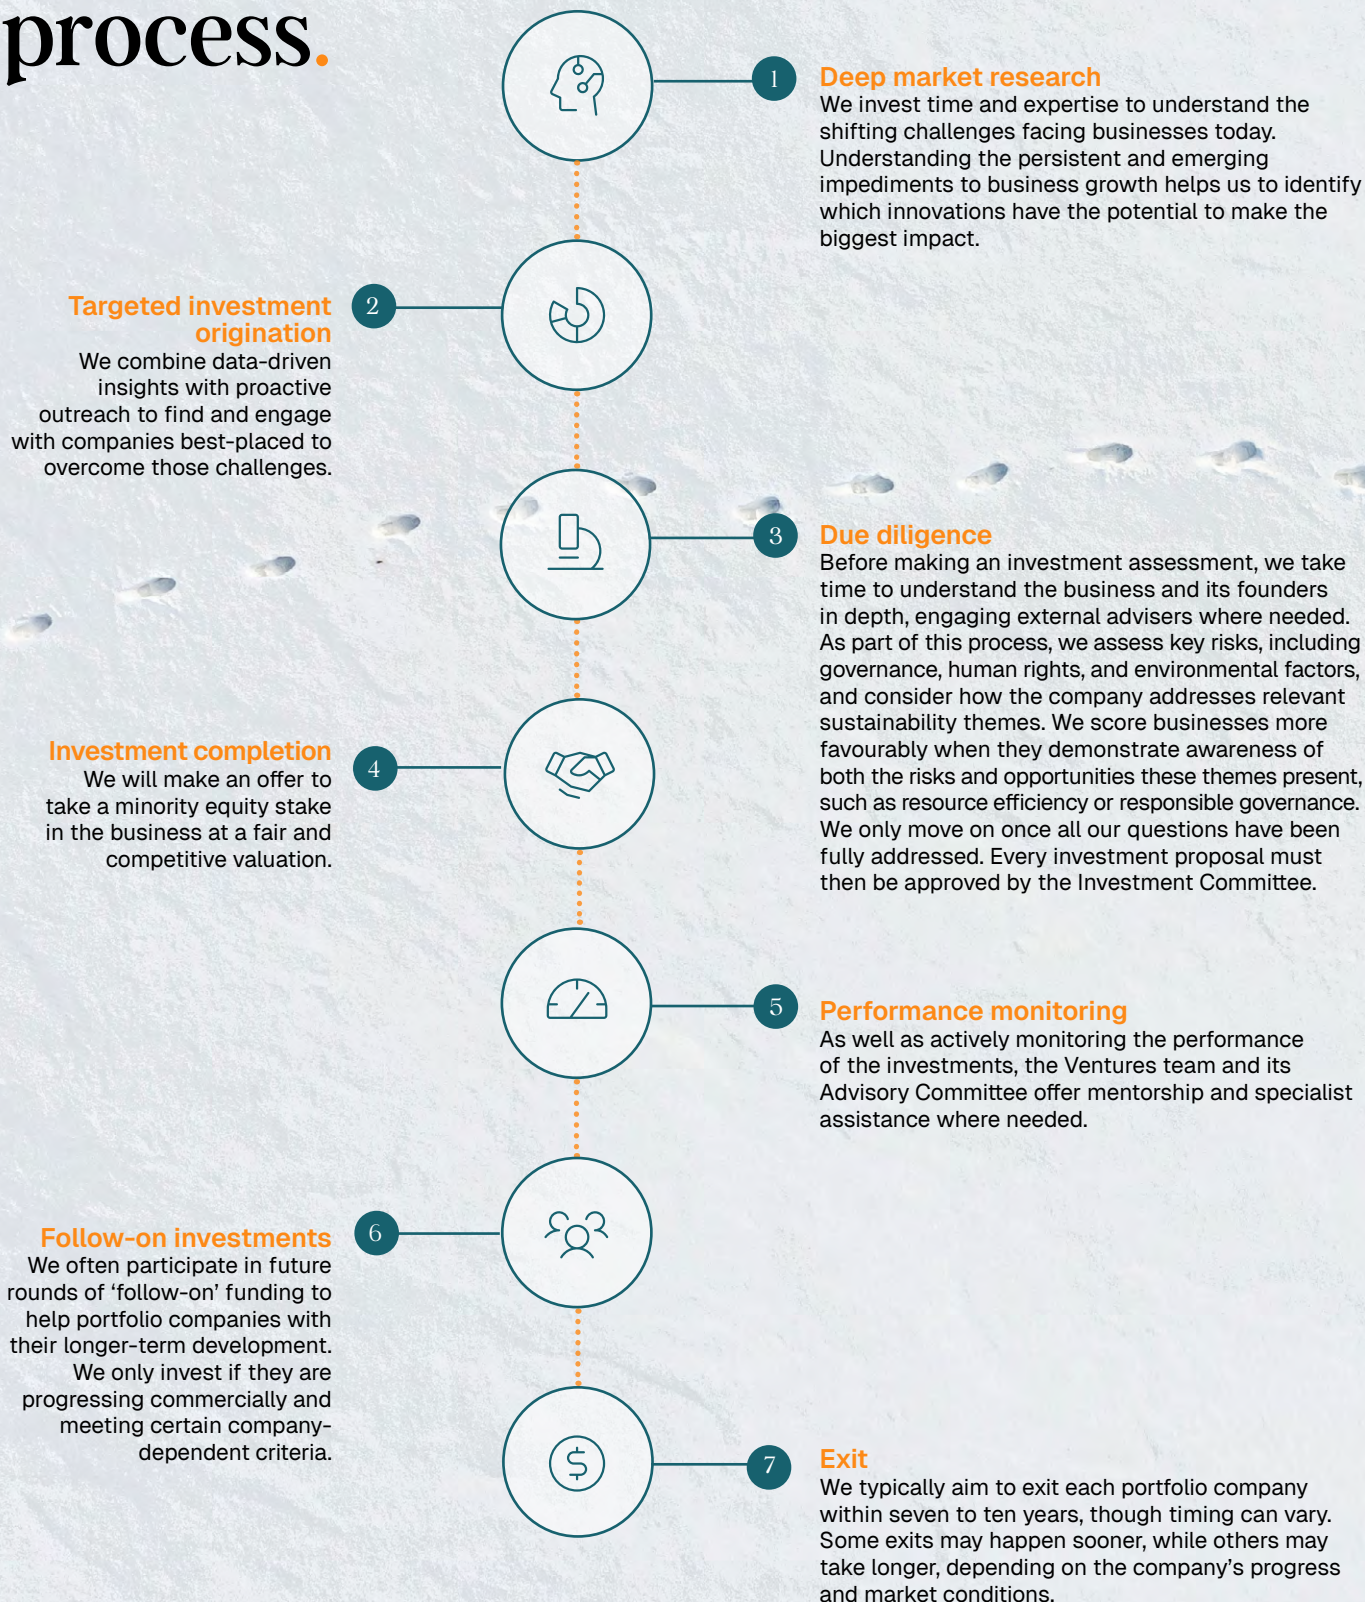 process.
1
Deep market research
We invest time and expertise to understand the
shifting challenges facing businesses today.
Understanding the persistent and emerging
impediments to business growth helps us to identify
which innovations have the potential to make the
biggest impact.
2
Targeted investment
origination
We combine data-driven
insights with proactive
outreach to find and engage
with companies best-placed to
overcome those challenges.
3
Due diligence
Before making an investment assessment, we take
time to understand the business and its founders
in depth, engaging external advisers where needed.
As part of this process, we assess key risks, including
governance, human rights, and environmental factors,
and consider how the company addresses relevant
sustainability themes. We score businesses more
favourably when they demonstrate awareness of
both the risks and opportunities these themes present,
such as resource efficiency or responsible governance.
We only move on once all our questions have been
fully addressed. Every investment proposal must
then be approved by the Investment Committee.
4
Investment completion
We will make an offer to
take a minority equity stake
in the business at a fair and
competitive valuation.
5
Performance monitoring
As well as actively monitoring the performance
of the investments, the Ventures team and its
Advisory Committee offer mentorship and specialist
assistance where needed.
6
Follow-on investments
We often participate in future
rounds of ‘follow-on’ funding to
help portfolio companies with
their longer-term development.
We only invest if they are
progressing commercially and
meeting certain company-
dependent criteria.
$
7
Exit
We typically aim to exit each portfolio company
within seven to ten years, though timing can vary.
Some exits may happen sooner, while others may
take longer, depending on the company’s progress
and market conditions.